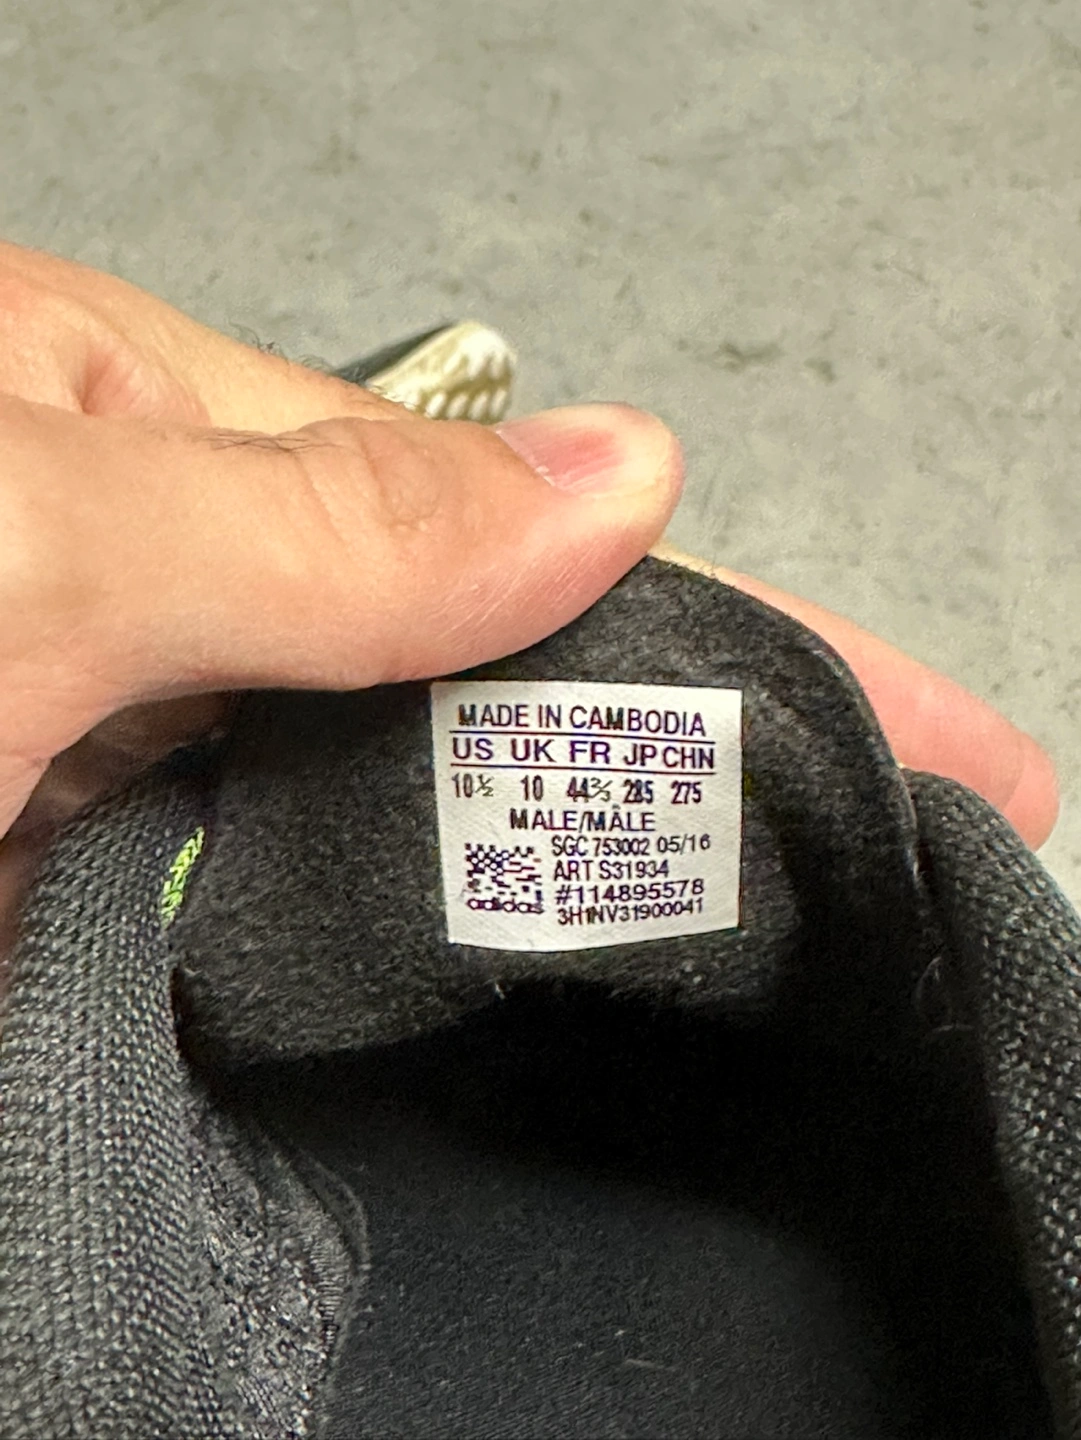 MADE IN CAMBODIA
US UK FR JP CHN
10½ 10 44⅔ 285 275
MALE/MÂLE
SGC 753002 05/16
ART S31934
#114895578
adidas 3H1NV31900041